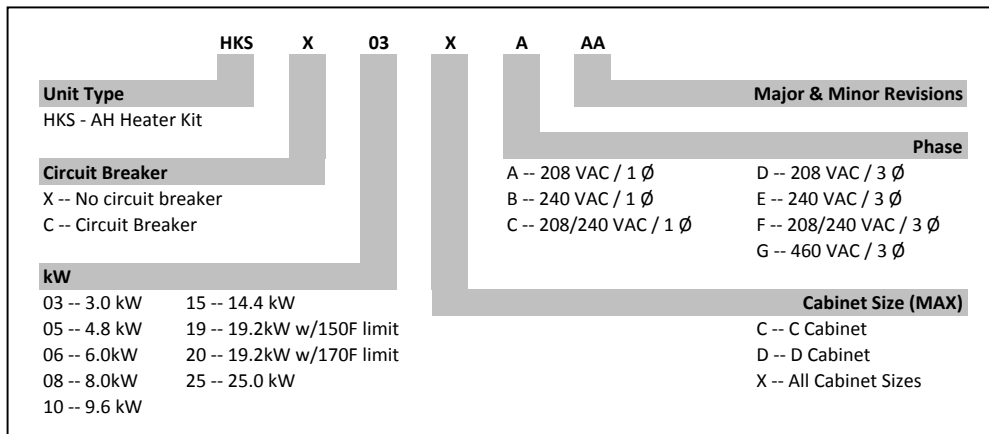 HKS X 03 X A AA
Unit Type
HKS - AH Heater Kit
Circuit Breaker
X -- No circuit breaker
C -- Circuit Breaker
kW
03 -- 3.0 kW 15 -- 14.4 kW
05 -- 4.8 kW 19 -- 19.2kW w/150F limit
06 -- 6.0kW 20 -- 19.2kW w/170F limit
08 -- 8.0kW 25 -- 25.0 kW
10 -- 9.6 kW
Major & Minor Revisions
Phase
A -- 208 VAC / 1 Ø D -- 208 VAC / 3 Ø
B -- 240 VAC / 1 Ø E -- 240 VAC / 3 Ø
C -- 208/240 VAC / 1 Ø F -- 208/240 VAC / 3 Ø
G -- 460 VAC / 3 Ø
Cabinet Size (MAX)
C -- C Cabinet
D -- D Cabinet
X -- All Cabinet Sizes